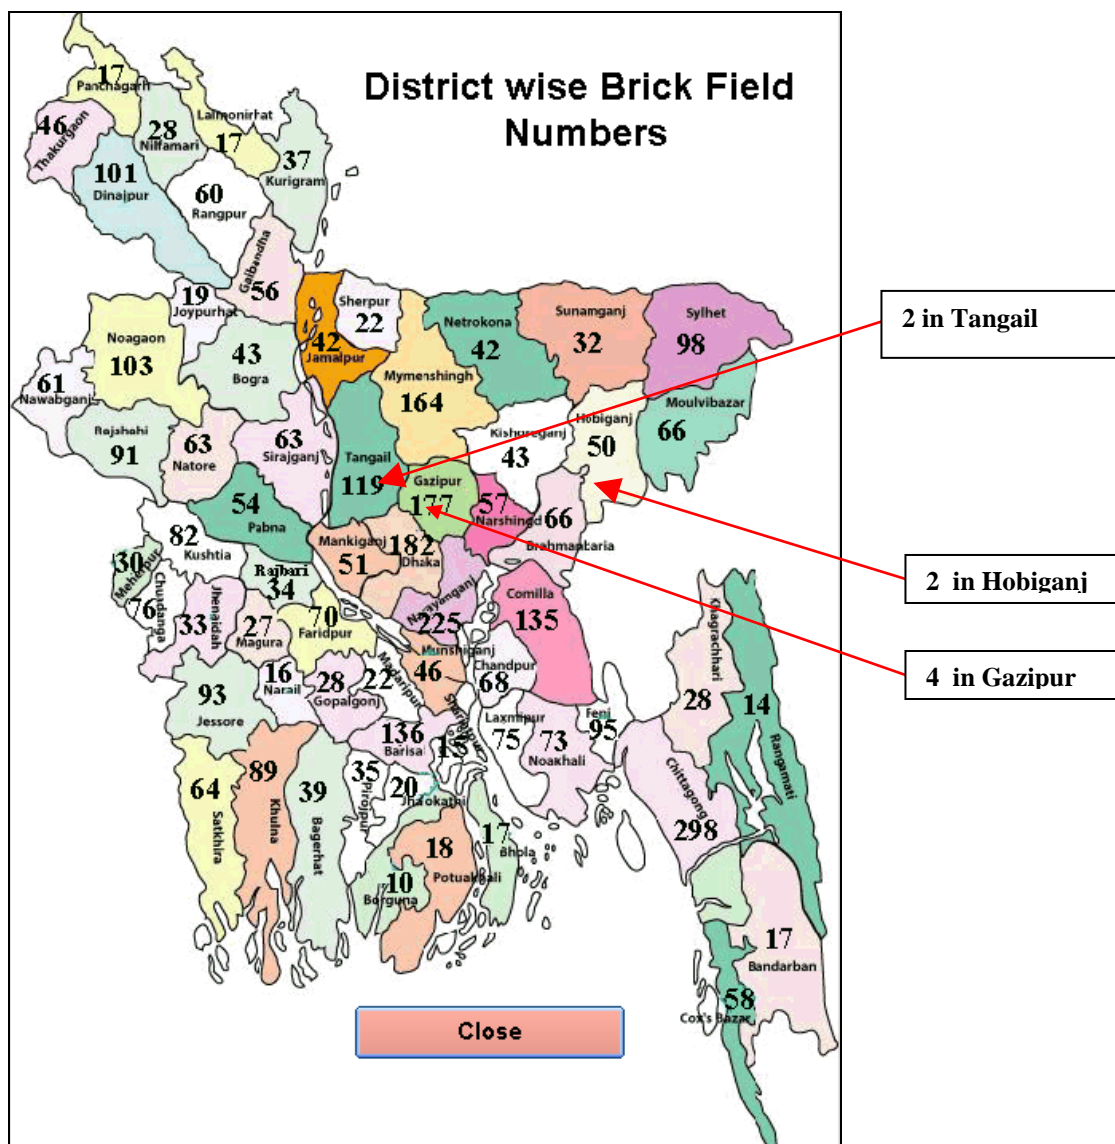 District wise Brick Field
Numbers
17
Panchagarh
46
Thakurgaon
28
Nilfamari
Lalmonirhat
17
37
Kurigram
101
Dinajpur
60
Rangpur
Gaibandha
56
19
Joypurhat
42
Jamalpur
Sherpur
22
Netrokona
42
Sunamganj
32
Sylhet
98
2 in Tangail
Noagaon
103
43
Bogra
Mymenshingh
164
61
Nawabganj
Moulvibazar
66
Hobiganj
50
Kishoreganj
43
Rajshahi
91
63
Natore
63
Sirajganj
Tangail
119
Gazipur
177
57
Narshingd
66
Brahmanbaria
54
Pabna
82
Kushtia
Mankiganj
51
182
Dhaka
30
Meherpur
76
Chuadanga
33
Jhenaidah
Rajbari
34
27
Magura
70
Faridpur
Narayanganj
225
Comilla
135
2 in Hobiganj
Khagrachhari
28
14
Rangamati
4 in Gazipur
Munshiganj
46
Chandpur
68
16
Narail
28
Gopalgonj
22
Madaripur
93
Jessore
136
Barisal
Laxmipur
75
73
Noakhali
Feni
95
Chittagong
298
64
Satkhira
89
Khulna
39
Bagerhat
35
Pirojpur
20
Jhalokathi
17
Bhola
18
Potuakhali
10
Borguna
17
Bandarban
58
Cox's Bazar
Close